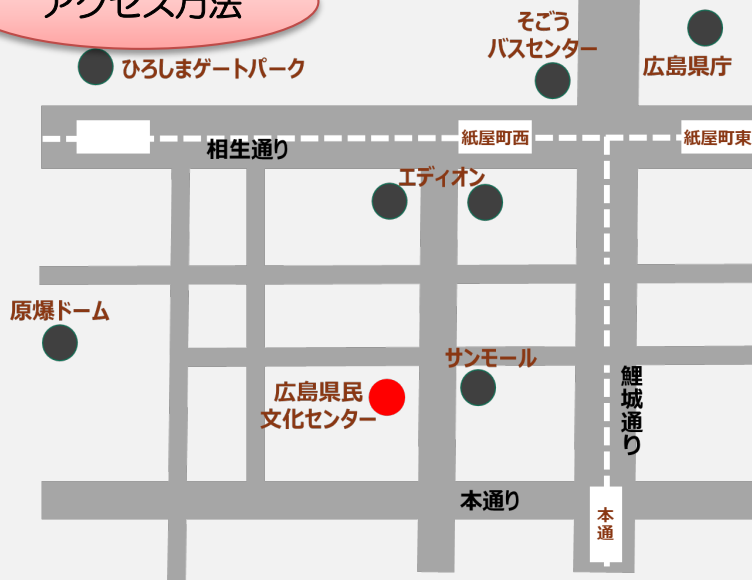 アクセス方法
そごう
バスセンター
広島県庁
ひろしまゲートパーク
紙屋町西
紙屋町東
相生通り
エディオン
原爆ドーム
サンモール
広島県民
文化センター
鯉城通り
本通り
本通